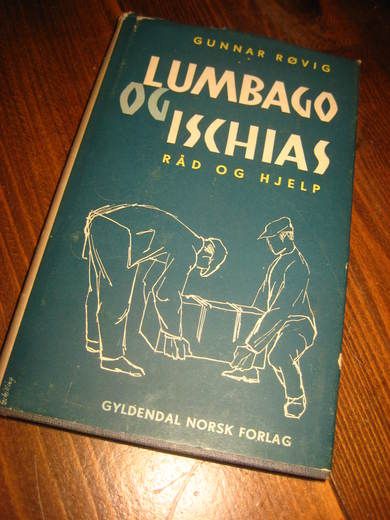 GUNNAR RØVIG
LUMBAGO
OG
ISCHIAS
RÅD OG HJELP
GYLDENDAL NORSK FORLAG